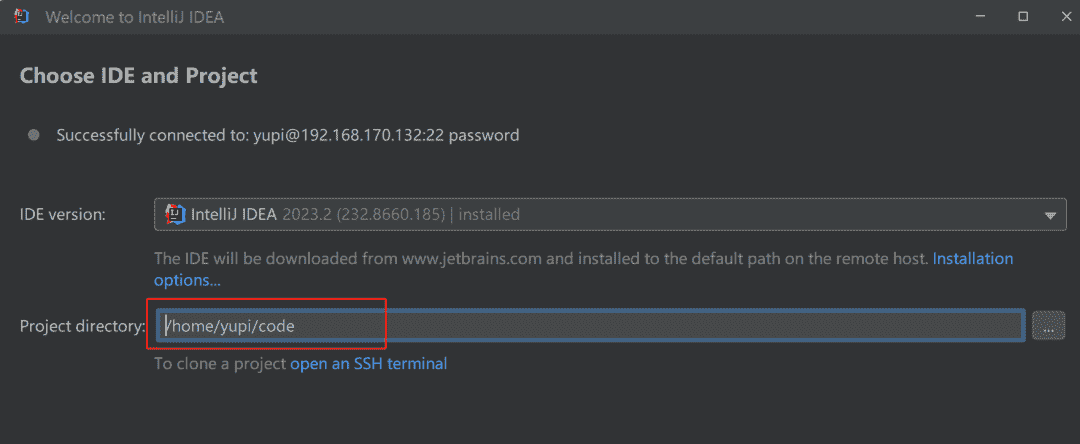 Welcome to IntelliJ IDEA
Choose IDE and Project
Successfully connected to: yupi@192.168.170.132:22 password
IDE version: IntelliJ IDEA 2023.2 (232.8660.185) | installed
The IDE will be downloaded from www.jetbrains.com and installed to the default path on the remote host. Installation
options...
Project directory: /home/yupi/code ...
To clone a project open an SSH terminal